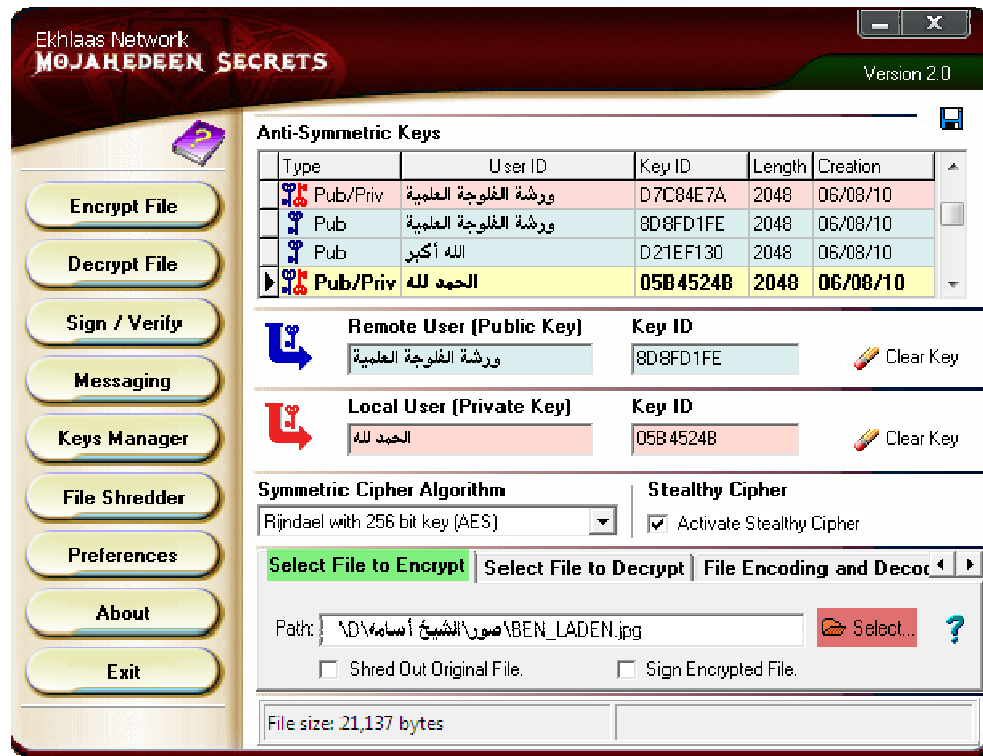 Ekhlaas Network
MOJAHEDEEN SECRETS
Version 2.0
Anti-Symmetric Keys
Type User ID Key ID Length Creation
Pub/Priv ورشة الفلوجة العلمية D7C84E7A 2048 06/08/10
Pub ورشة الفلوجة العلمية 8D8FD1FE 2048 06/08/10
Pub الله أكبر D21EF130 2048 06/08/10
Pub/Priv الحمد لله 05B4524B 2048 06/08/10
Encrypt File
Decrypt File
Sign / Verify
Messaging
Keys Manager
File Shredder
Preferences
About
Exit
Remote User (Public Key) Key ID
ورشة الفلوجة العلمية 8D8FD1FE Clear Key
Local User (Private Key) Key ID
الحمد لله 05B4524B Clear Key
Symmetric Cipher Algorithm Stealthy Cipher
Rijndael with 256 bit key (AES) Activate Stealthy Cipher
Select File to Encrypt Select File to Decrypt File Encoding and Decoc
Path: \D\صور\الشيخ أسامه\BEN_LADEN.jpg Select... ?
Shred Out Original File. Sign Encrypted File.
File size: 21,137 bytes